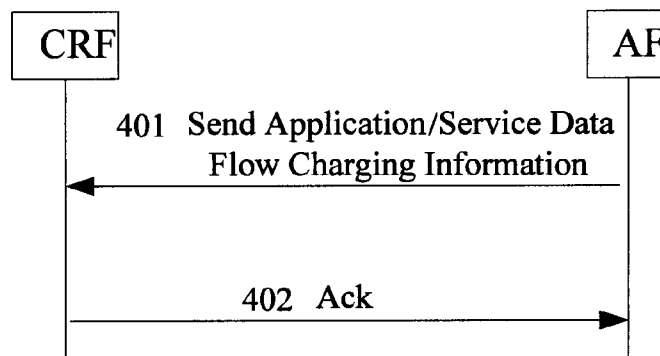 CRF
AF
401 Send Application/Service Data
Flow Charging Information
402 Ack